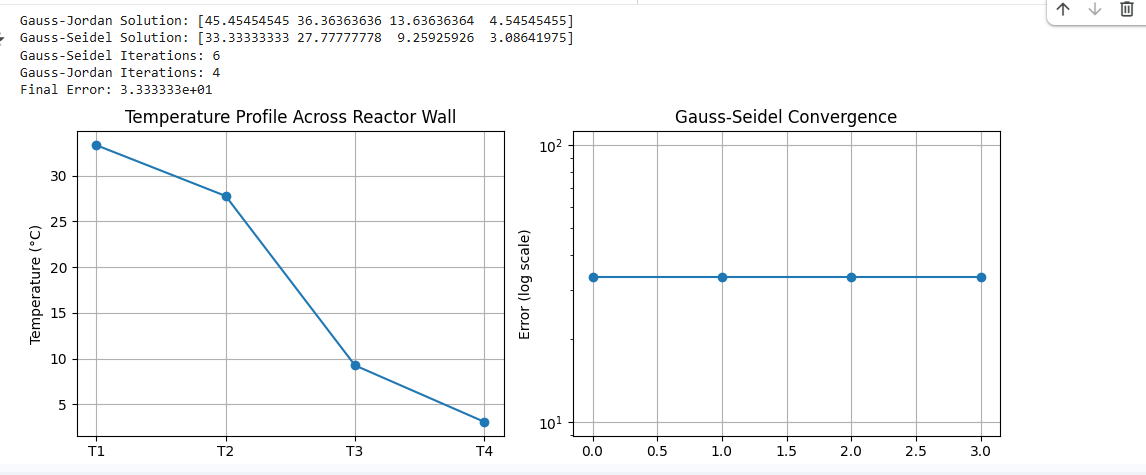 Gauss-Jordan Solution: [45.45454545 36.36363636 13.63636364  4.54545455]
Gauss-Seidel Solution: [33.33333333 27.77777778  9.25925926  3.08641975]
Gauss-Seidel Iterations: 6
Gauss-Jordan Iterations: 4
Final Error: 3.333333e+01
Temperature Profile Across Reactor Wall
Temperature (°C)
30
25
20
15
10
5
T1 T2 T3 T4
Gauss-Seidel Convergence
Error (log scale)
10²
10¹
0.0 0.5 1.0 1.5 2.0 2.5 3.0